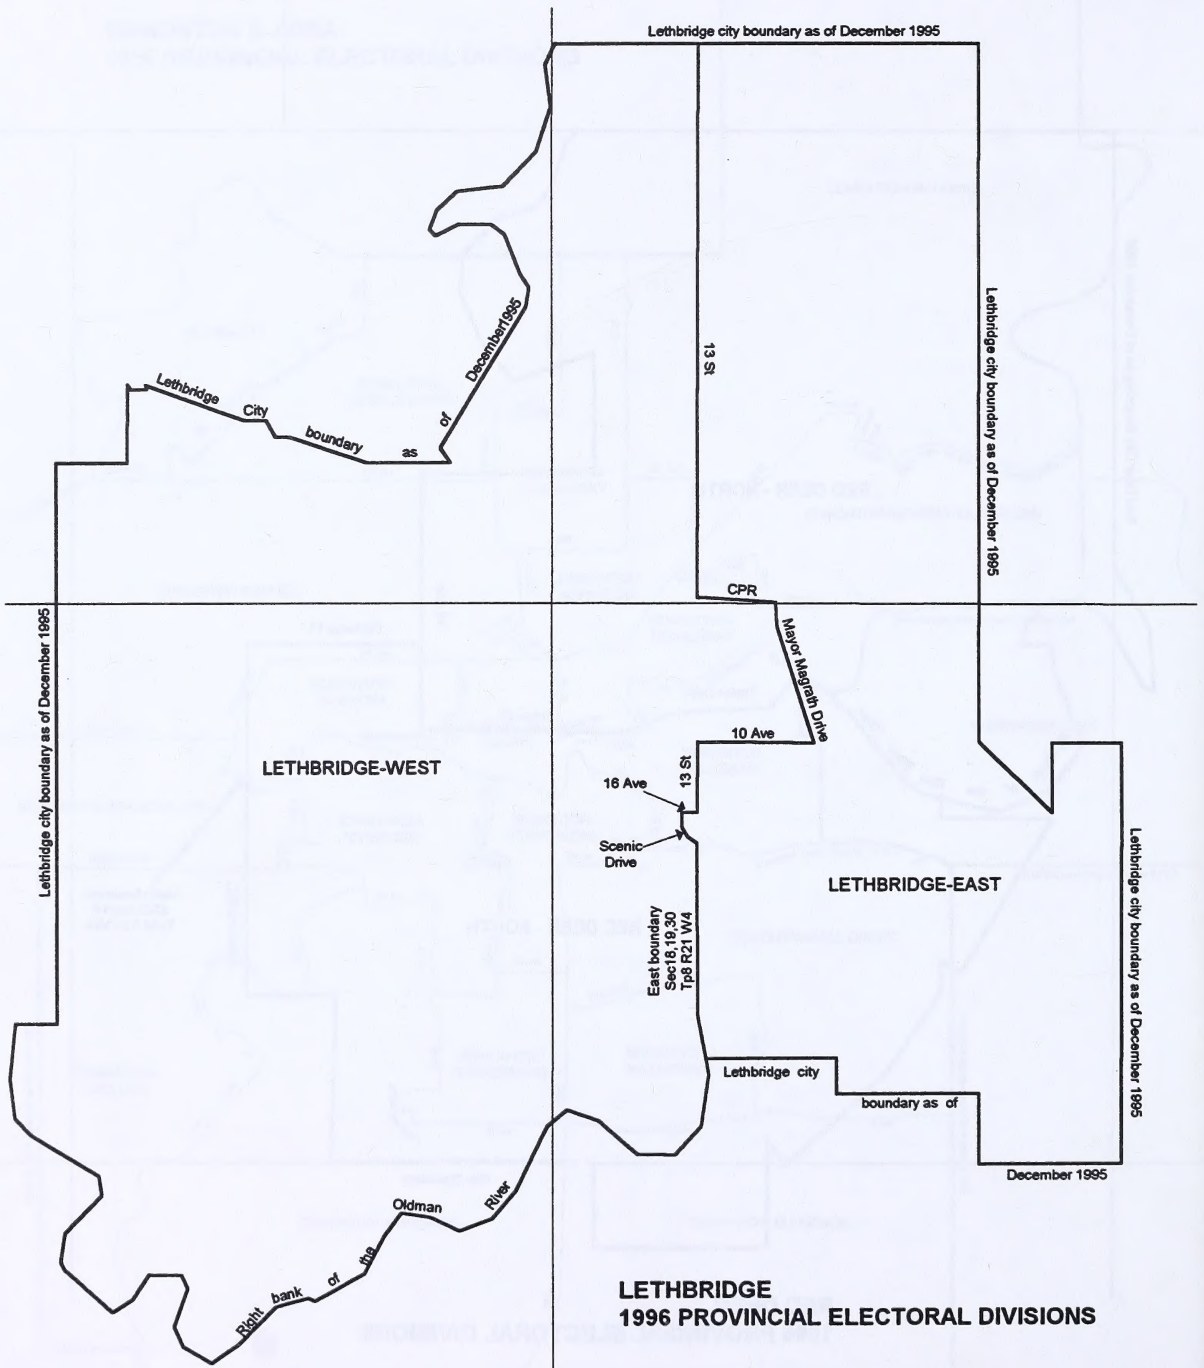 Lethbridge city boundary as of December 1995
Lethbridge City boundary as of December1995
13 St
Lethbridge city boundary as of December 1995
CPR
Mayor Magrath Drive
10 Ave
13 St
16 Ave
Scenic
Drive
Lethbridge city boundary as of December 1995
LETHBRIDGE-WEST
LETHBRIDGE-EAST
East boundary
Sec18,19,30
Tp8 R21 W4
Lethbridge city boundary as of December 1995
Lethbridge city
boundary as of
December 1995
Right bank of the Oldman River
LETHBRIDGE
1996 PROVINCIAL ELECTORAL DIVISIONS